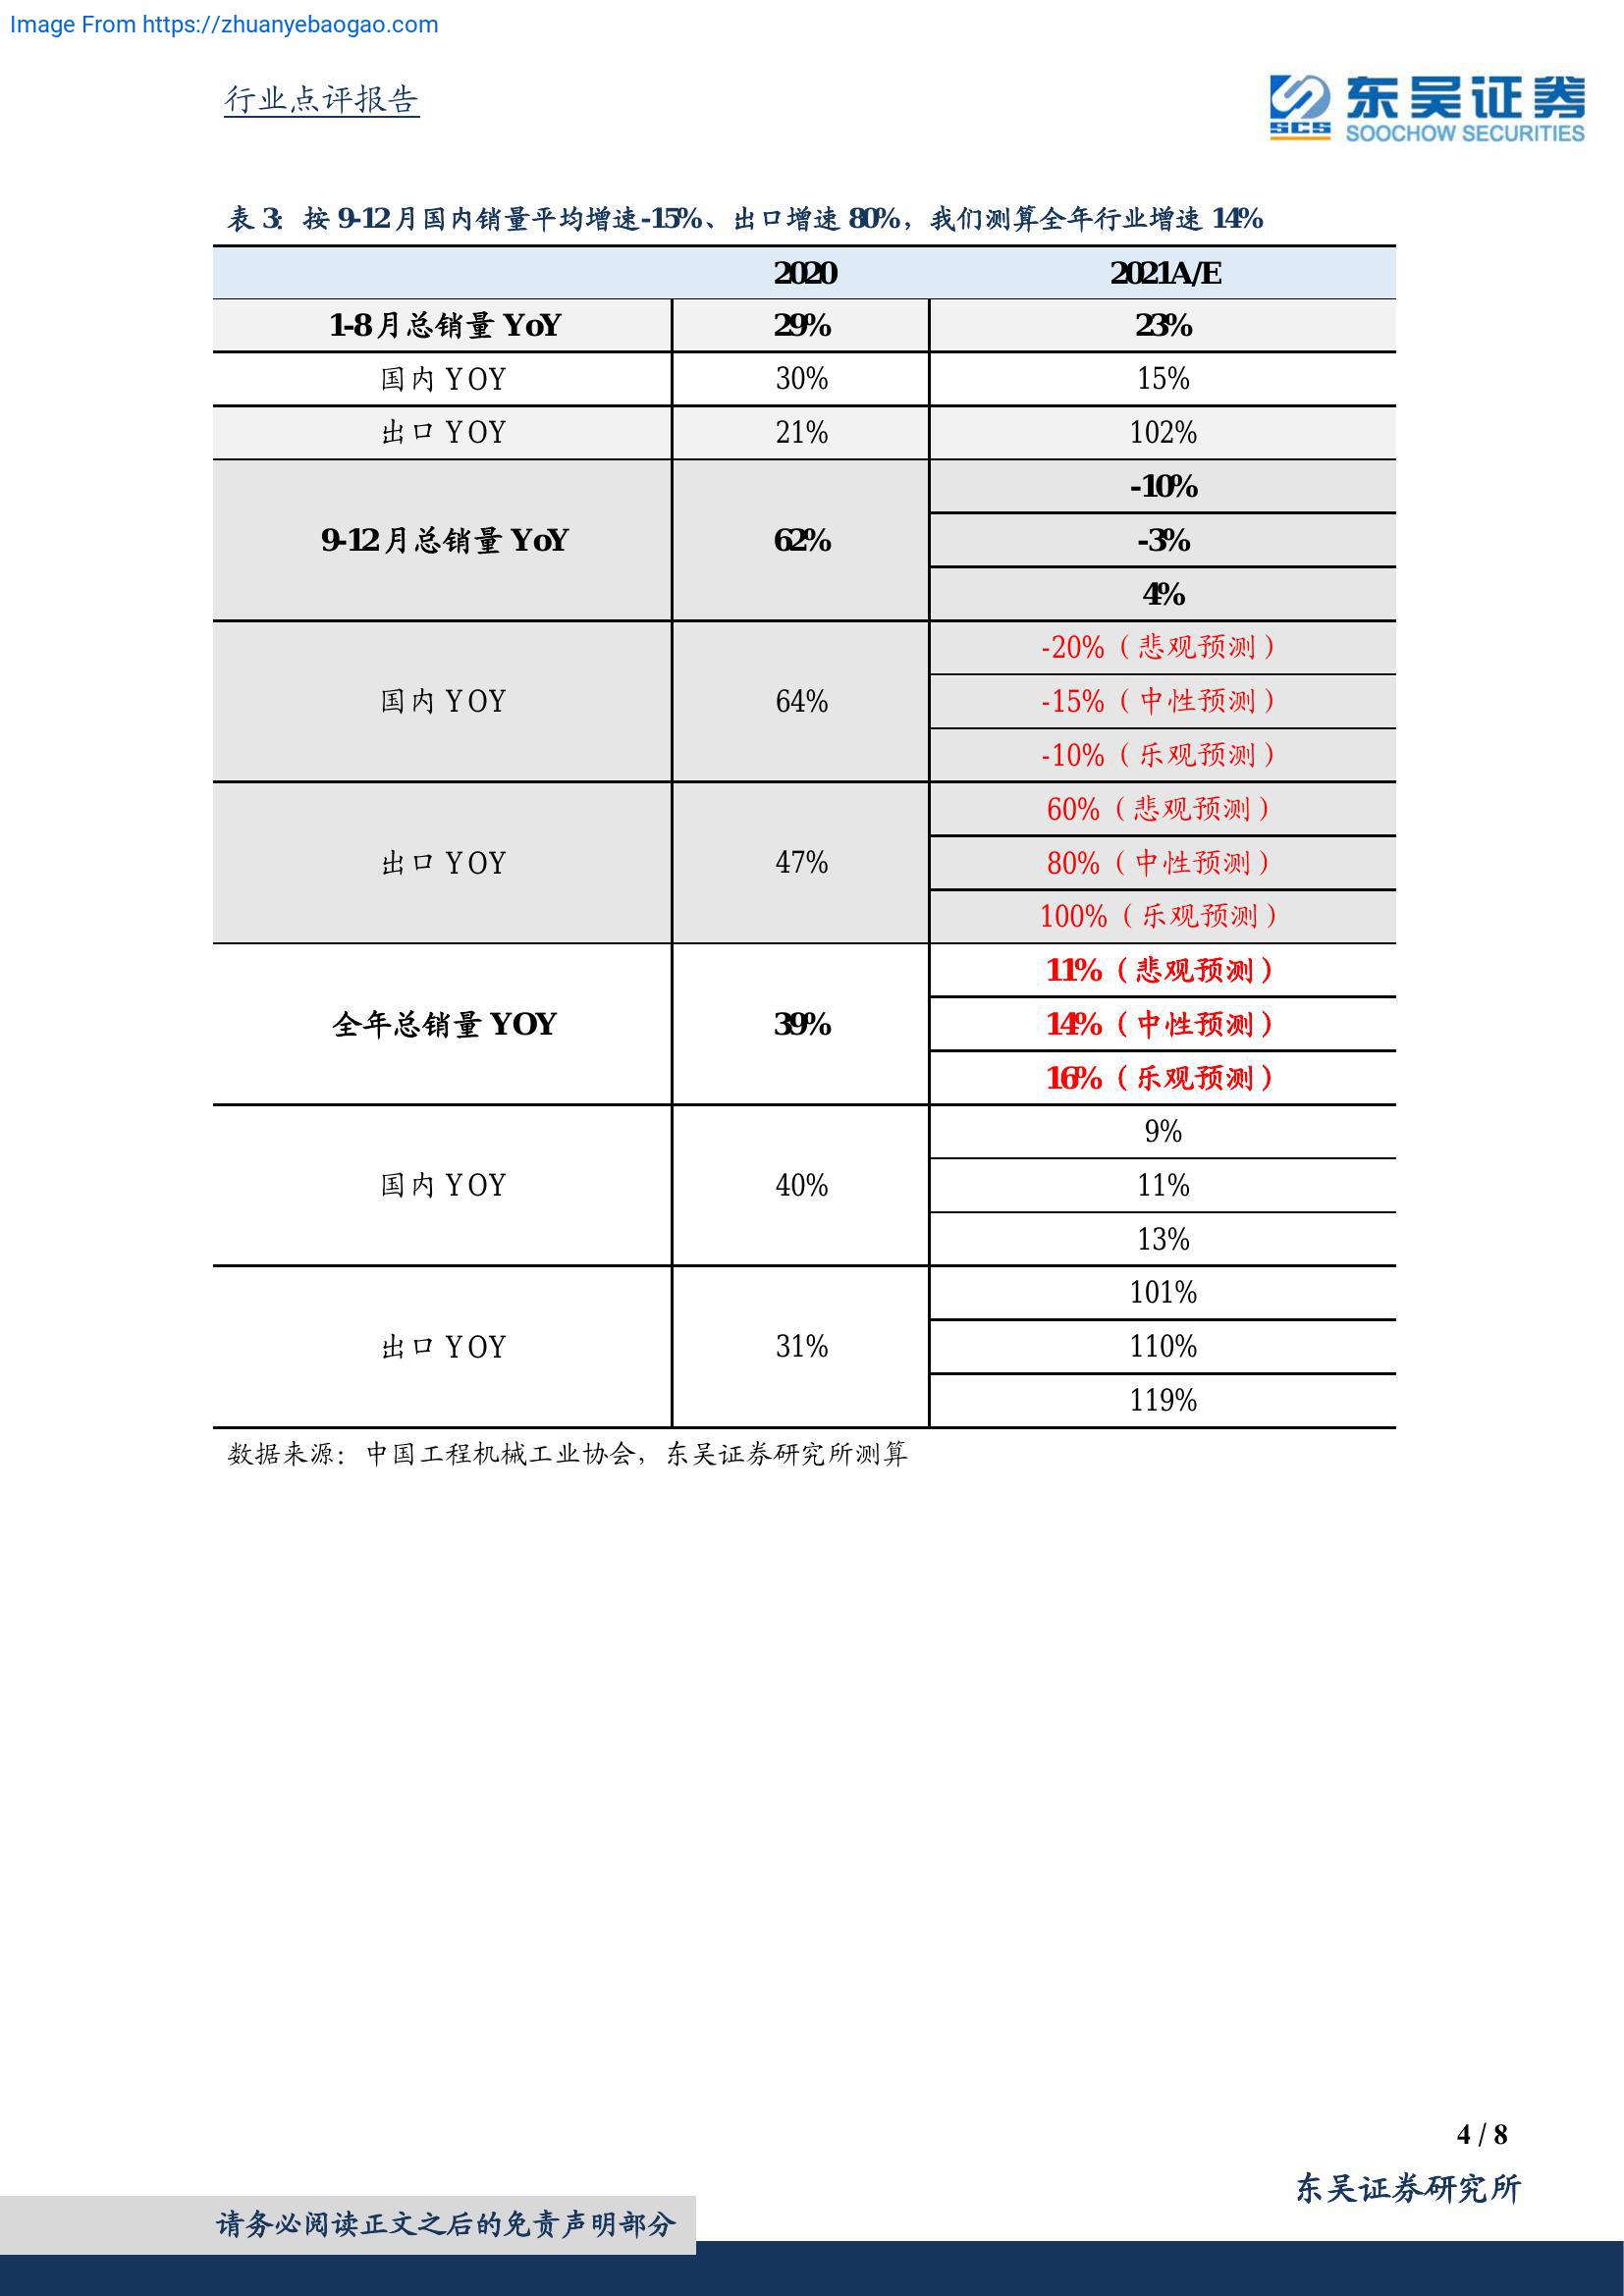 Image From https://zhuanyebaogao.com
行业点评报告
SCS
东吴证券
SOOCHOW SECURITIES
表 3：按 9-12 月国内销量平均增速-15%、出口增速 80%，我们测算全年行业增速 14%
2020 2021A/E
1-8 月总销量 YoY 29% 23%
国内 YOY 30% 15%
出口 YOY 21% 102%
9-12 月总销量 YoY 62% -10%
-3%
4%
国内 YOY 64% -20%（悲观预测）
-15%（中性预测）
-10%（乐观预测）
出口 YOY 47% 60%（悲观预测）
80%（中性预测）
100%（乐观预测）
全年总销量 YOY 39% 11%（悲观预测）
14%（中性预测）
16%（乐观预测）
国内 YOY 40% 9%
11%
13%
出口 YOY 31% 101%
110%
119%
数据来源：中国工程机械工业协会，东吴证券研究所测算
4 / 8
东吴证券研究所
请务必阅读正文之后的免责声明部分